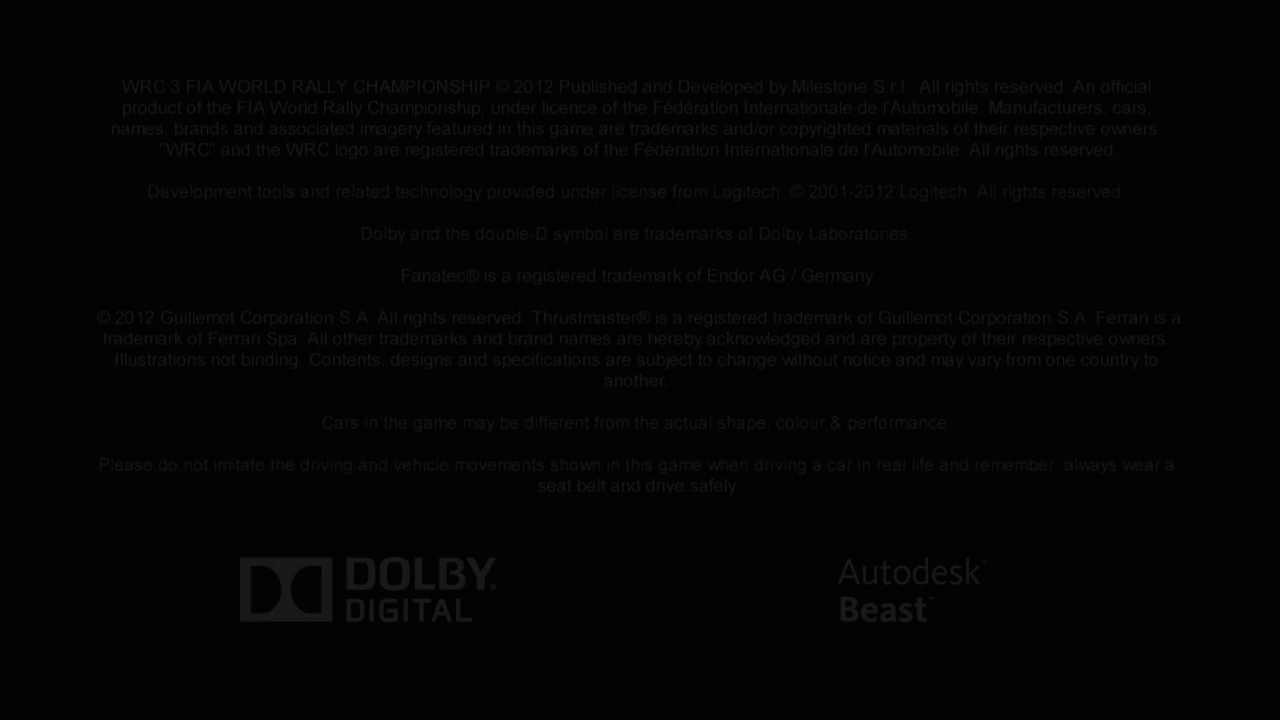 WRC 3 FIA WORLD RALLY CHAMPIONSHIP © 2012 Published and Developed by Milestone S.r.l. All rights reserved. An official
product of the FIA World Rally Championship, under licence of the Fédération Internationale de l'Automobile. Manufacturers, cars,
names, brands and associated imagery featured in this game are trademarks and/or copyrighted materials of their respective owners.
"WRC" and the WRC logo are registered trademarks of the Fédération Internationale de l'Automobile. All rights reserved.
Development tools and related technology provided under license from Logitech. © 2001-2012 Logitech. All rights reserved.
Dolby and the double-D symbol are trademarks of Dolby Laboratories.
Fanatec® is a registered trademark of Endor AG / Germany
© 2012 Guillemot Corporation S.A. All rights reserved. Thrustmaster® is a registered trademark of Guillemot Corporation S.A. Ferrari is a
trademark of Ferrari Spa. All other trademarks and brand names are hereby acknowledged and are property of their respective owners.
Illustrations not binding. Contents, designs and specifications are subject to change without notice and may vary from one country to
another.
Cars in the game may be different from the actual shape, colour & performance.
Please do not imitate the driving and vehicle movements shown in this game when driving a car in real life and remember: always wear a
seat belt and drive safely.
DOLBY® Autodesk™
DIGITAL Beast™